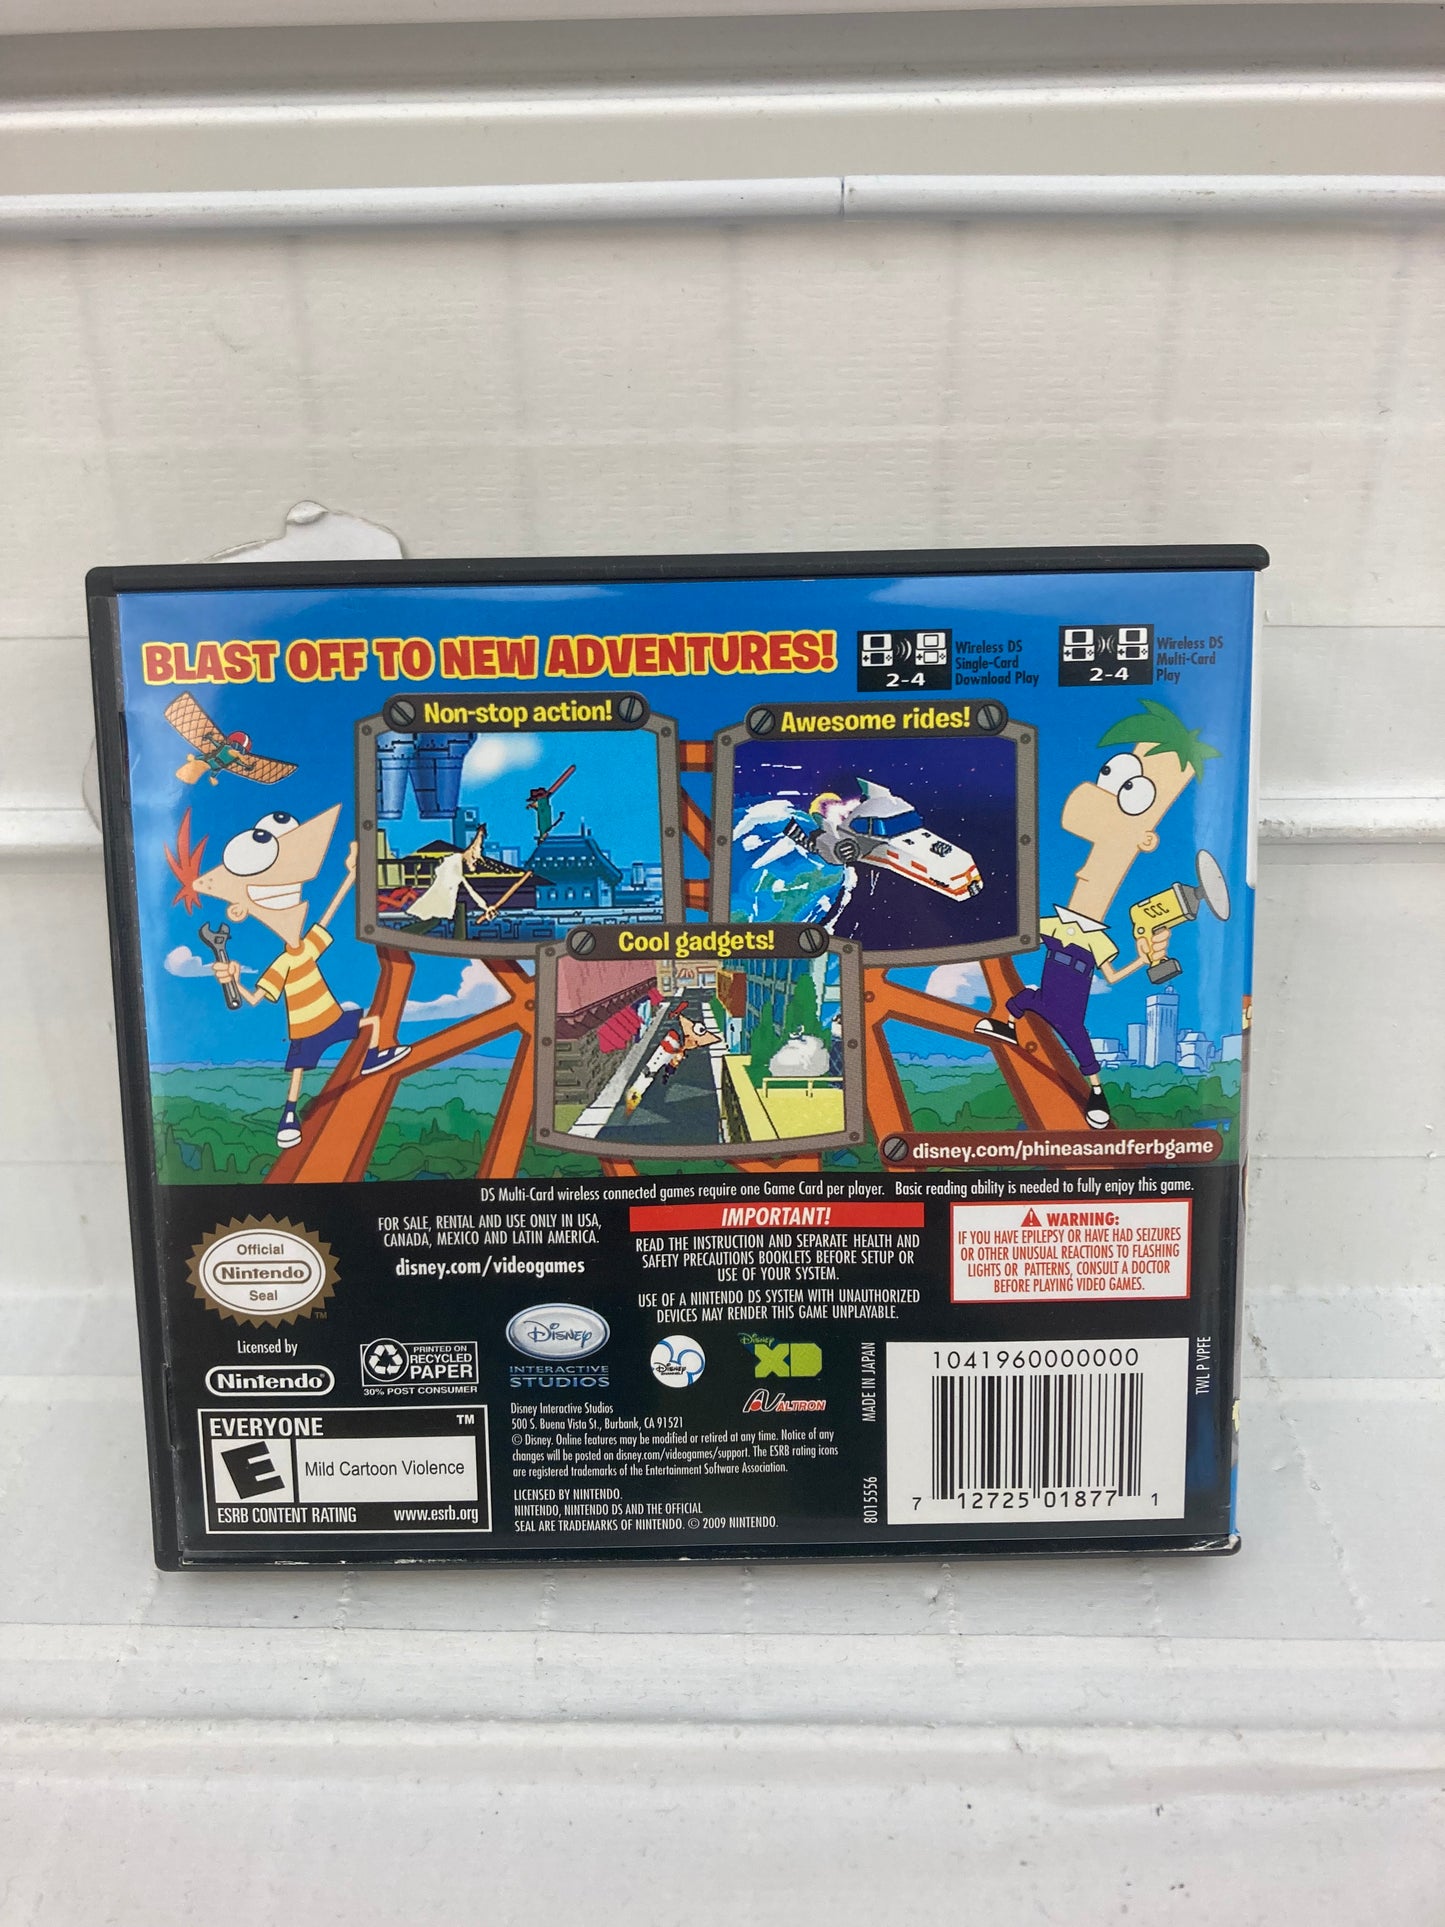 BLAST OFF TO NEW ADVENTURES!
2-4
Wireless DS
Single-Card
Download Play
2-4
Wireless DS
Multi-Card
Play
Non-stop action!
Awesome rides!
Cool gadgets!
CCC
disney.com/phineasandferbgame
DS Multi-Card wireless connected games require one Game Card per player. Basic reading ability is needed to fully enjoy this game.
Official
Nintendo
Seal
TM
FOR SALE, RENTAL AND USE ONLY IN USA,
CANADA, MEXICO AND LATIN AMERICA.
disney.com/videogames
IMPORTANT!
READ THE INSTRUCTION AND SEPARATE HEALTH AND
SAFETY PRECAUTIONS BOOKLETS BEFORE SETUP OR
USE OF YOUR SYSTEM.
USE OF A NINTENDO DS SYSTEM WITH UNAUTHORIZED
DEVICES MAY RENDER THIS GAME UNPLAYABLE.
WARNING:
IF YOU HAVE EPILEPSY OR HAVE HAD SEIZURES
OR OTHER UNUSUAL REACTIONS TO FLASHING
LIGHTS OR PATTERNS, CONSULT A DOCTOR
BEFORE PLAYING VIDEO GAMES.
Licensed by
Nintendo®
PRINTED ON
RECYCLED
PAPER
30% POST CONSUMER
Disney
INTERACTIVE
STUDIOS
Disney
CHANNEL
Disney
XD
ALTRON
EVERYONE
TM
E
Mild Cartoon Violence
ESRB CONTENT RATING www.esrb.org
Disney Interactive Studios
500 S. Buena Vista St., Burbank, CA 91521
© Disney. Online features may be modified or retired at any time. Notice of any
changes will be posted on disney.com/videogames/support. The ESRB rating icons
are registered trademarks of the Entertainment Software Association.
LICENSED BY NINTENDO.
NINTENDO, NINTENDO DS AND THE OFFICIAL
SEAL ARE TRADEMARKS OF NINTENDO. © 2009 NINTENDO.
MADE IN JAPAN
8015556
1041960000000
7 12725 01877 1
TWL P VPFE